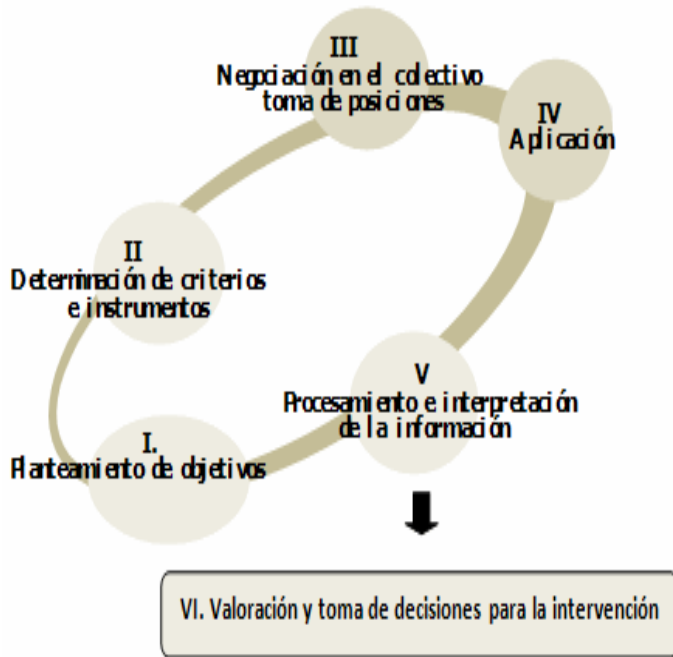 III
Negociación en el colectivo
toma de posiciones
IV
Aplicación
II
Determinación de criterios
e instrumentos
V
Procesamiento e interpretación
de la información
I.
Planteamiento de objetivos
VI. Valoración y toma de decisiones para la intervención